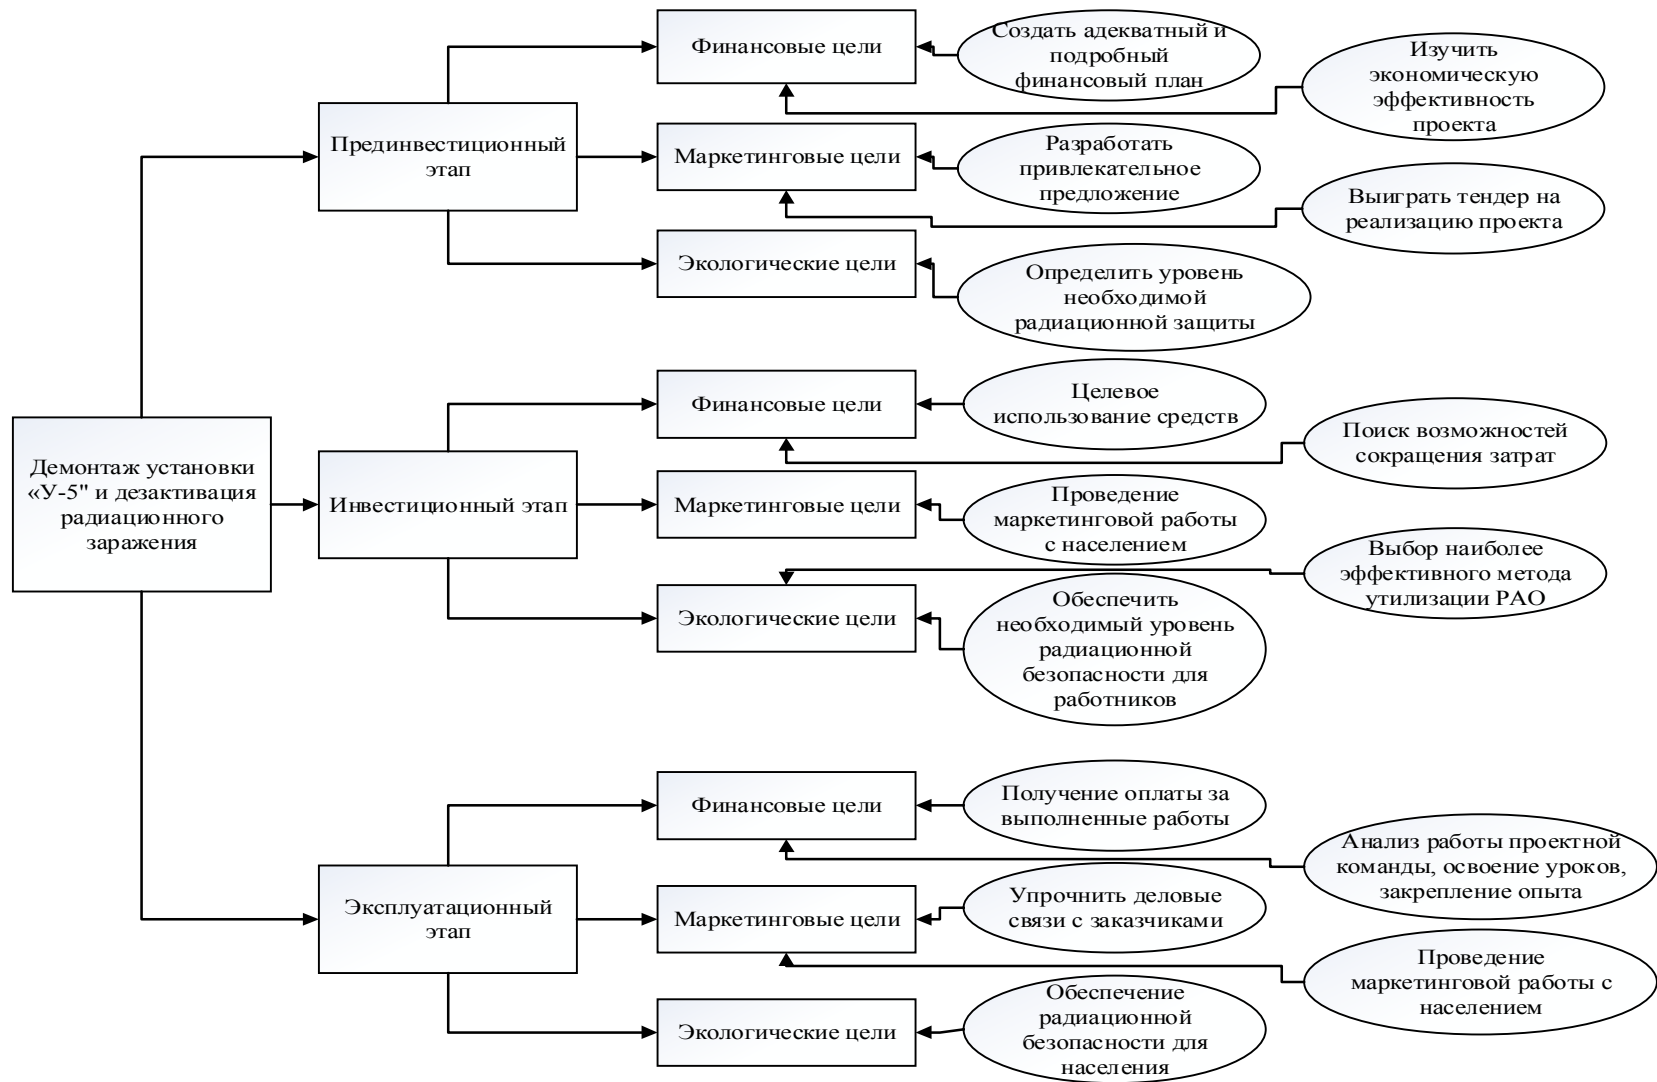 Демонтаж установки
«У-5" и дезактивация
радиационного
заражения
Прединвестиционный
этап
Финансовые цели
Создать адекватный и
подробный
финансовый план
Изучить
экономическую
эффективность
проекта
Маркетинговые цели
Разработать
привлекательное
предложение
Выиграть тендер на
реализацию проекта
Экологические цели
Определить уровень
необходимой
радиационной защиты
Инвестиционный этап
Финансовые цели
Целевое
использование средств
Поиск возможностей
сокращения затрат
Маркетинговые цели
Проведение
маркетинговой работы
с населением
Экологические цели
Выбор наиболее
эффективного метода
утилизации РАО
Обеспечить
необходимый уровень
радиационной
безопасности для
работников
Эксплуатационный
этап
Финансовые цели
Получение оплаты за
выполненные работы
Анализ работы проектной
команды, освоение уроков,
закрепление опыта
Маркетинговые цели
Упрочнить деловые
связи с заказчиками
Проведение
маркетинговой работы с
населением
Экологические цели
Обеспечение
радиационной
безопасности для
населения